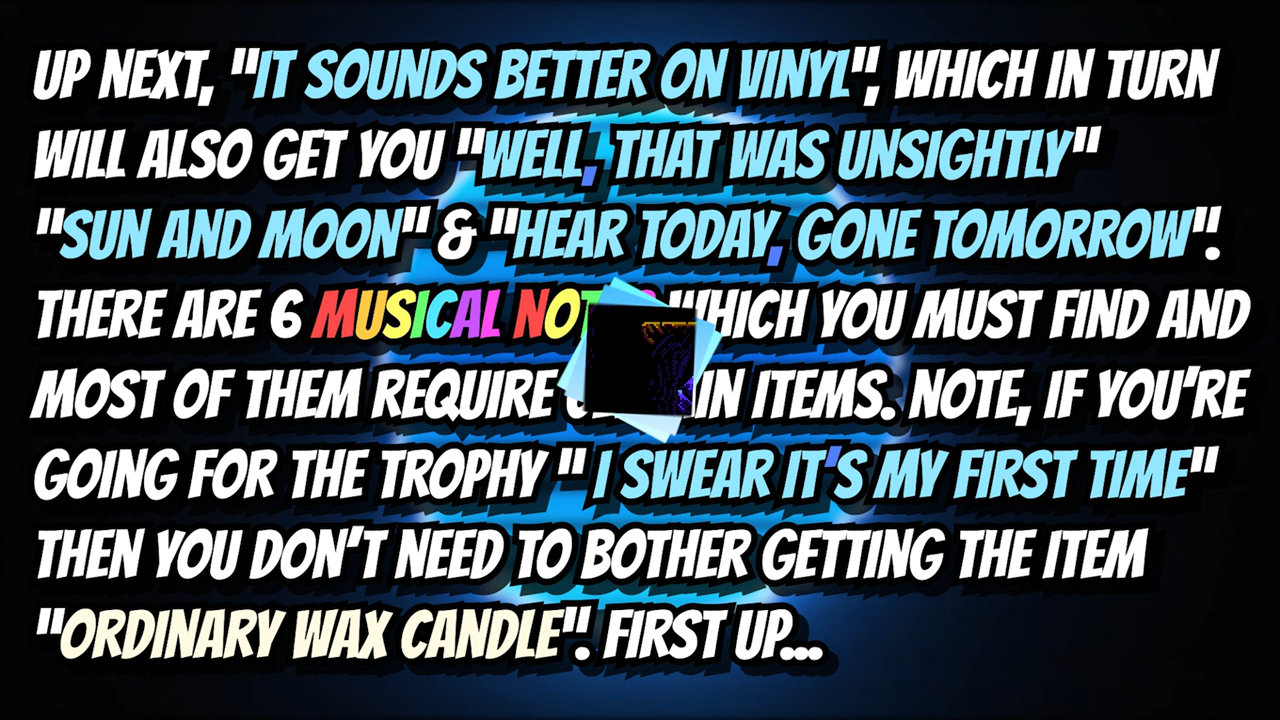 UP NEXT, "IT SOUNDS BETTER ON VINYL", WHICH IN TURN
WILL ALSO GET YOU "WELL, THAT WAS UNSIGHTLY"
"SUN AND MOON" & "HEAR TODAY, GONE TOMORROW".
THERE ARE 6 MUSICAL WHICH YOU MUST FIND AND
MOST OF THEM REQUIRE ITEMS. NOTE, IF YOU'RE
GOING FOR THE TROPHY " I SWEAR IT'S MY FIRST TIME"
THEN YOU DON'T NEED TO BOTHER GETTING THE ITEM
"ORDINARY WAX CANDLE". FIRST UP...